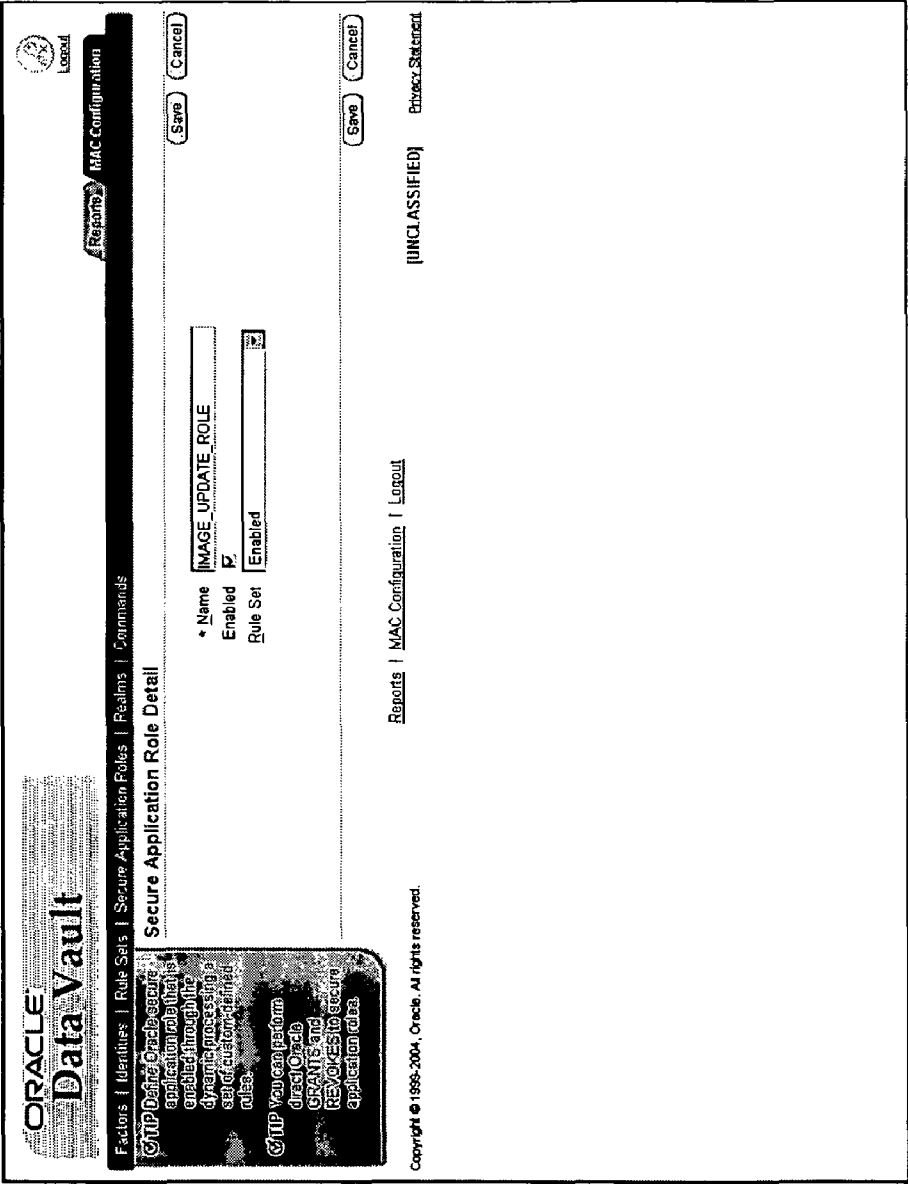 ORACLE
Data Vault
Logout
Reports
MAC Configuration
Factors | Identities | Rule Sets | Secure Application Roles | Realms | Commands
TIP Define Oracle secure
application role that is
enabled through the
dynamic processing a
set of custom-defined
rules.
TIP You can perform
direct Oracle
GRANTS and
REVOKES to secure
application roles.
Secure Application Role Detail
Save Cancel
* Name IMAGE_UPDATE_ROLE
Enabled
Rule Set Enabled
Save Cancel
Reports | MAC Configuration | Logout
Copyright © 1999-2004, Oracle. All rights reserved.
[UNCLASSIFIED]
Privacy Statement